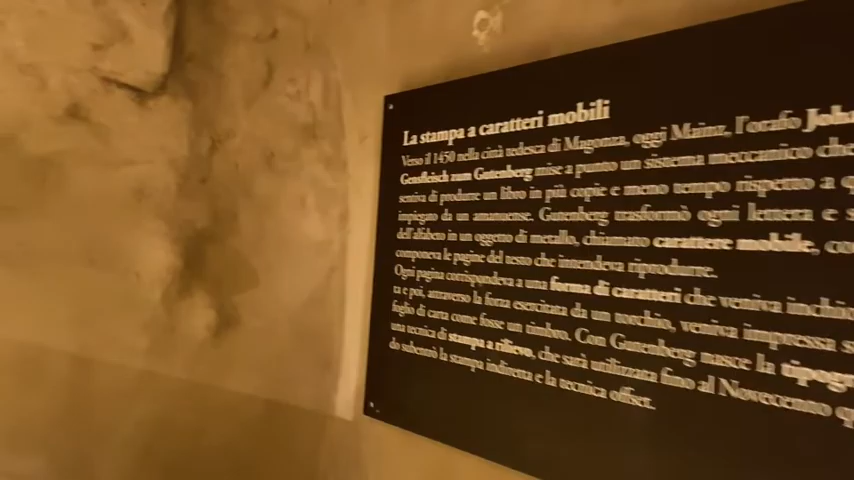 La stampa a caratteri mobili
Verso il 1450 nella città tedesca di Magonza, oggi Mainz, l'orafo Joha
Gensfleisch zum Gutenberg mise a punto un sistema meccanico che
sentiva di produrre un libro in più copie e meno tempo rispetto a q
impiegato da un amanuense. Gutenberg trasformò ogni lettera e s
dell'alfabeto in un oggetto di metallo, chiamato carattere mobile, co
componeva le pagine del testo che intendeva riprodurre.
Ogni pagina corrispondeva a una forma di caratteri che veniva inchi
ta e poi, attraverso la forza esercitata da un torchio, veniva impressa s
foglio di carta come fosse un timbro. Con Gutenberg nasce la tipogr
una tecnica di stampa a rilievo, che sarà utilizzata fino al Novecento q
do subentrò la stampa indiretta e la tecnica offset.